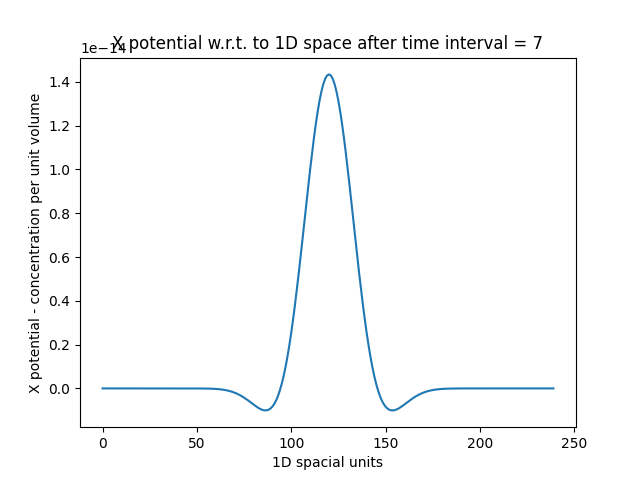 X potential w.r.t. to 1D space after time interval = 7
1e−14
X potential - concentration per unit volume
1.4
1.2
1.0
0.8
0.6
0.4
0.2
0.0
0 50 100 150 200 250
1D spacial units